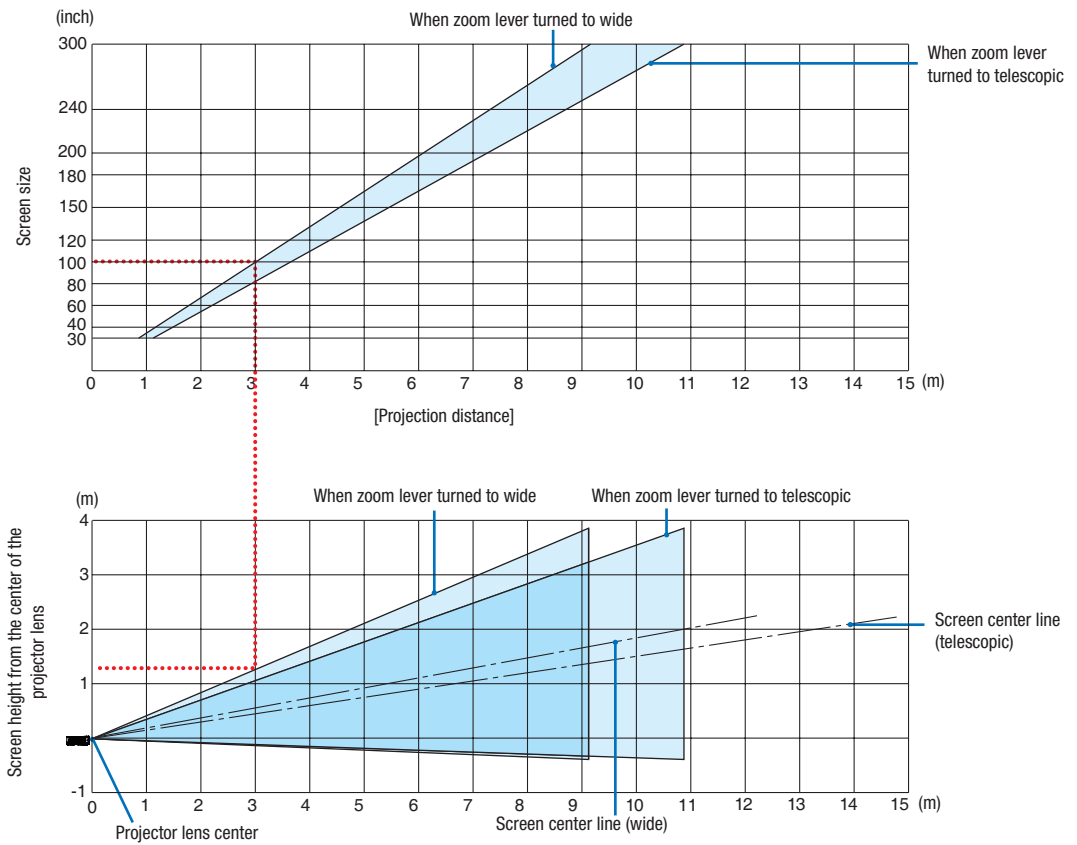 (inch)
When zoom lever turned to wide
300
When zoom lever
turned to telescopic
240
200
180
150
120
100
80
60
40
30
Screen size
0 1 2 3 4 5 6 7 8 9 10 11 12 13 14 15 (m)
[Projection distance]
When zoom lever turned to wide
When zoom lever turned to telescopic
(m)
4
3
2
1
-1
Screen height from the center of the
projector lens
Screen center line
(telescopic)
0 1 2 3 4 5 6 7 8 9 10 11 12 13 14 15 (m)
Projector lens center
Screen center line (wide)